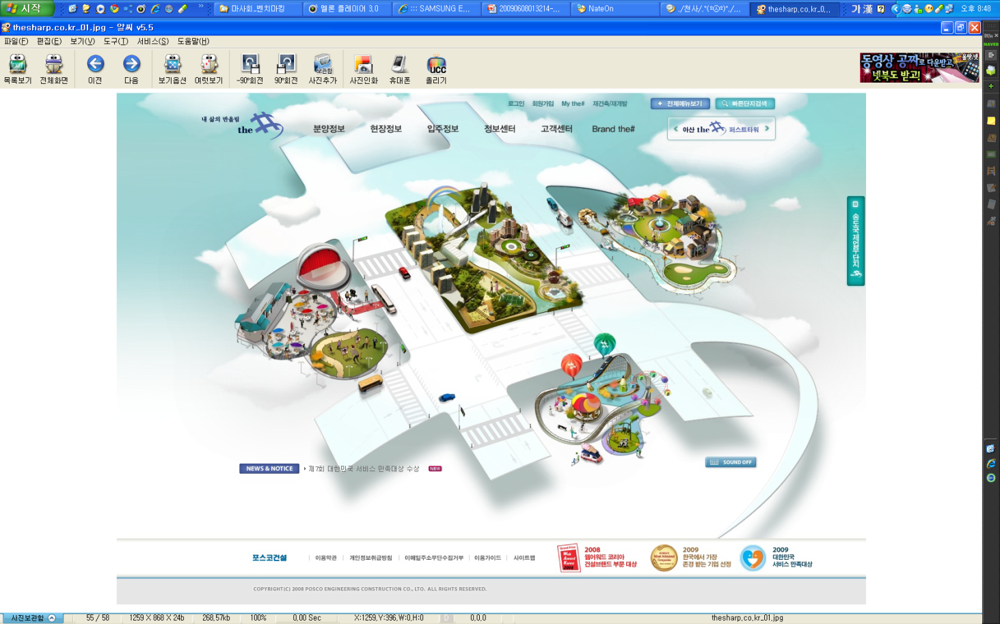 시작
마사회_벤치마킹
멜론 플레이어 3,0
::: SAMSUNG E...
20090608013214-...
NateOn
thesharp,co,kr_0,,,
가 漢
오후 8:48
thesharp.co.kr_01.jpg - 알씨 v5.5
파일(F) 편집(E) 보기(V) 도구(T) 서비스(S) 도움말(H)
목록보기 전체화면 이전 다음 보기옵션 여럿보기 -90°회전 90°회전 사진추가 사진인화 휴대폰 올리기
보관함
UCC
동영상 공짜로 다운받고,
넷북도 받고!
메뉴
NAVER
로그인 회원가입 My the# 재건축/재개발
+ 전체메뉴보기
빠른단지검색
내 삶의 반올림
the
분양정보 현장정보 입주정보 정보센터 고객센터 Brand the#
아산 the 퍼스트타워
송도국제업무단지
NEWS & NOTICE
제7회 대한민국 서비스 만족대상 수상
NEW
SOUND OFF
포스코건설
이용약관 | 개인정보취급방침 | 이메일주소무단수집거부 | 이용가이드 | 사이트맵
Web Award Korea 2008
2008
웹어워드 코리아
건설브랜드 부문 대상
2009
한국에서 가장
존경 받는 기업 선정
2009
대한민국
서비스 만족대상
COPYRIGHT(C) 2008 POSCO ENGINEERING CONSTRUCTION CO., LTD. ALL RIGHTS RESERVED.
사진보관함
55 / 58
1259 X 868 X 24b
268,57kb
100%
0,00 Sec
X:1259,Y:396,W:0,H:0
D
0,0,0
thesharp,co,kr_01,jpg